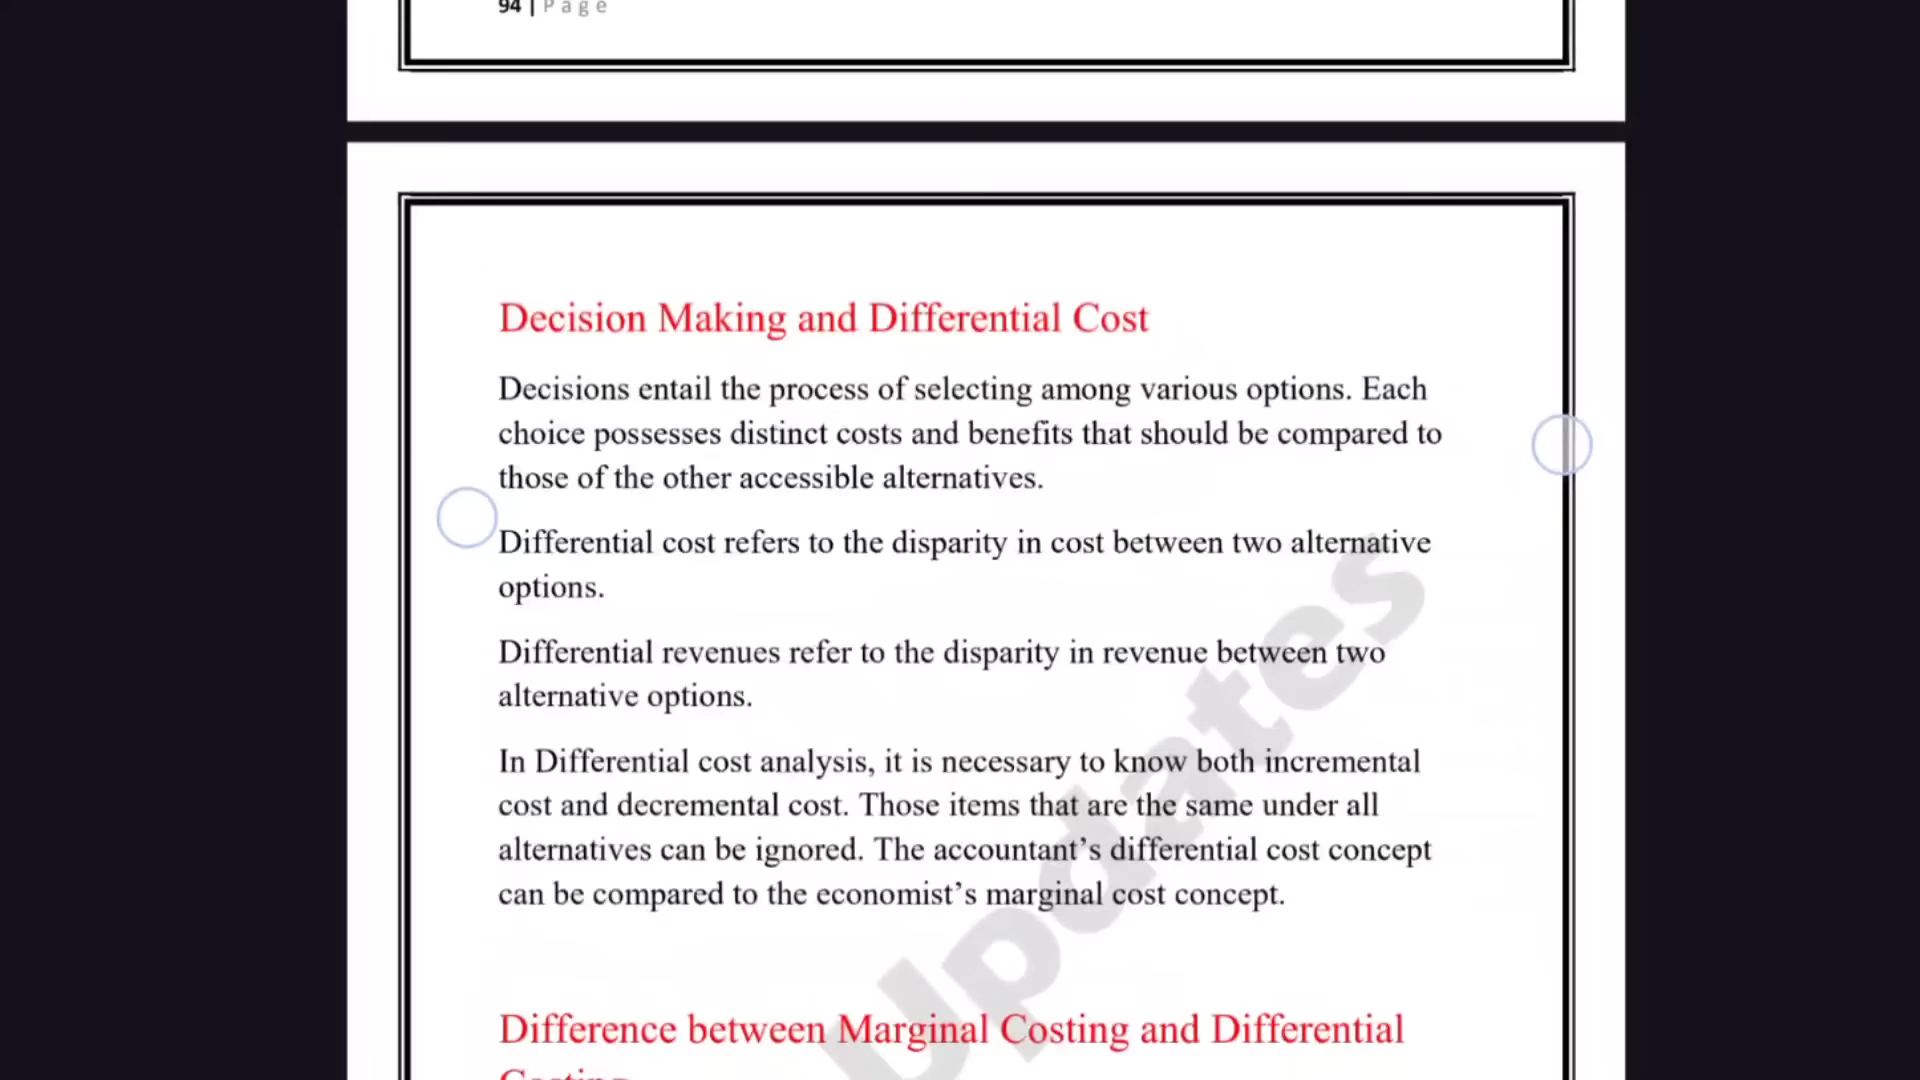 94 | Page
Decision Making and Differential Cost
Decisions entail the process of selecting among various options. Each
choice possesses distinct costs and benefits that should be compared to
those of the other accessible alternatives.
Differential cost refers to the disparity in cost between two alternative
options.
Differential revenues refer to the disparity in revenue between two
alternative options.
In Differential cost analysis, it is necessary to know both incremental
cost and decremental cost. Those items that are the same under all
alternatives can be ignored. The accountant’s differential cost concept
can be compared to the economist’s marginal cost concept.
Updates
Difference between Marginal Costing and Differential